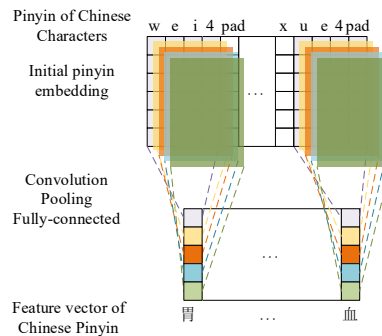 Pinyin of Chinese
Characters
w e i 4 pad x u e 4 pad
Initial pinyin
embedding
...
Convolution
Pooling
Fully-connected
...
Feature vector of
Chinese Pinyin
胃 ... 血